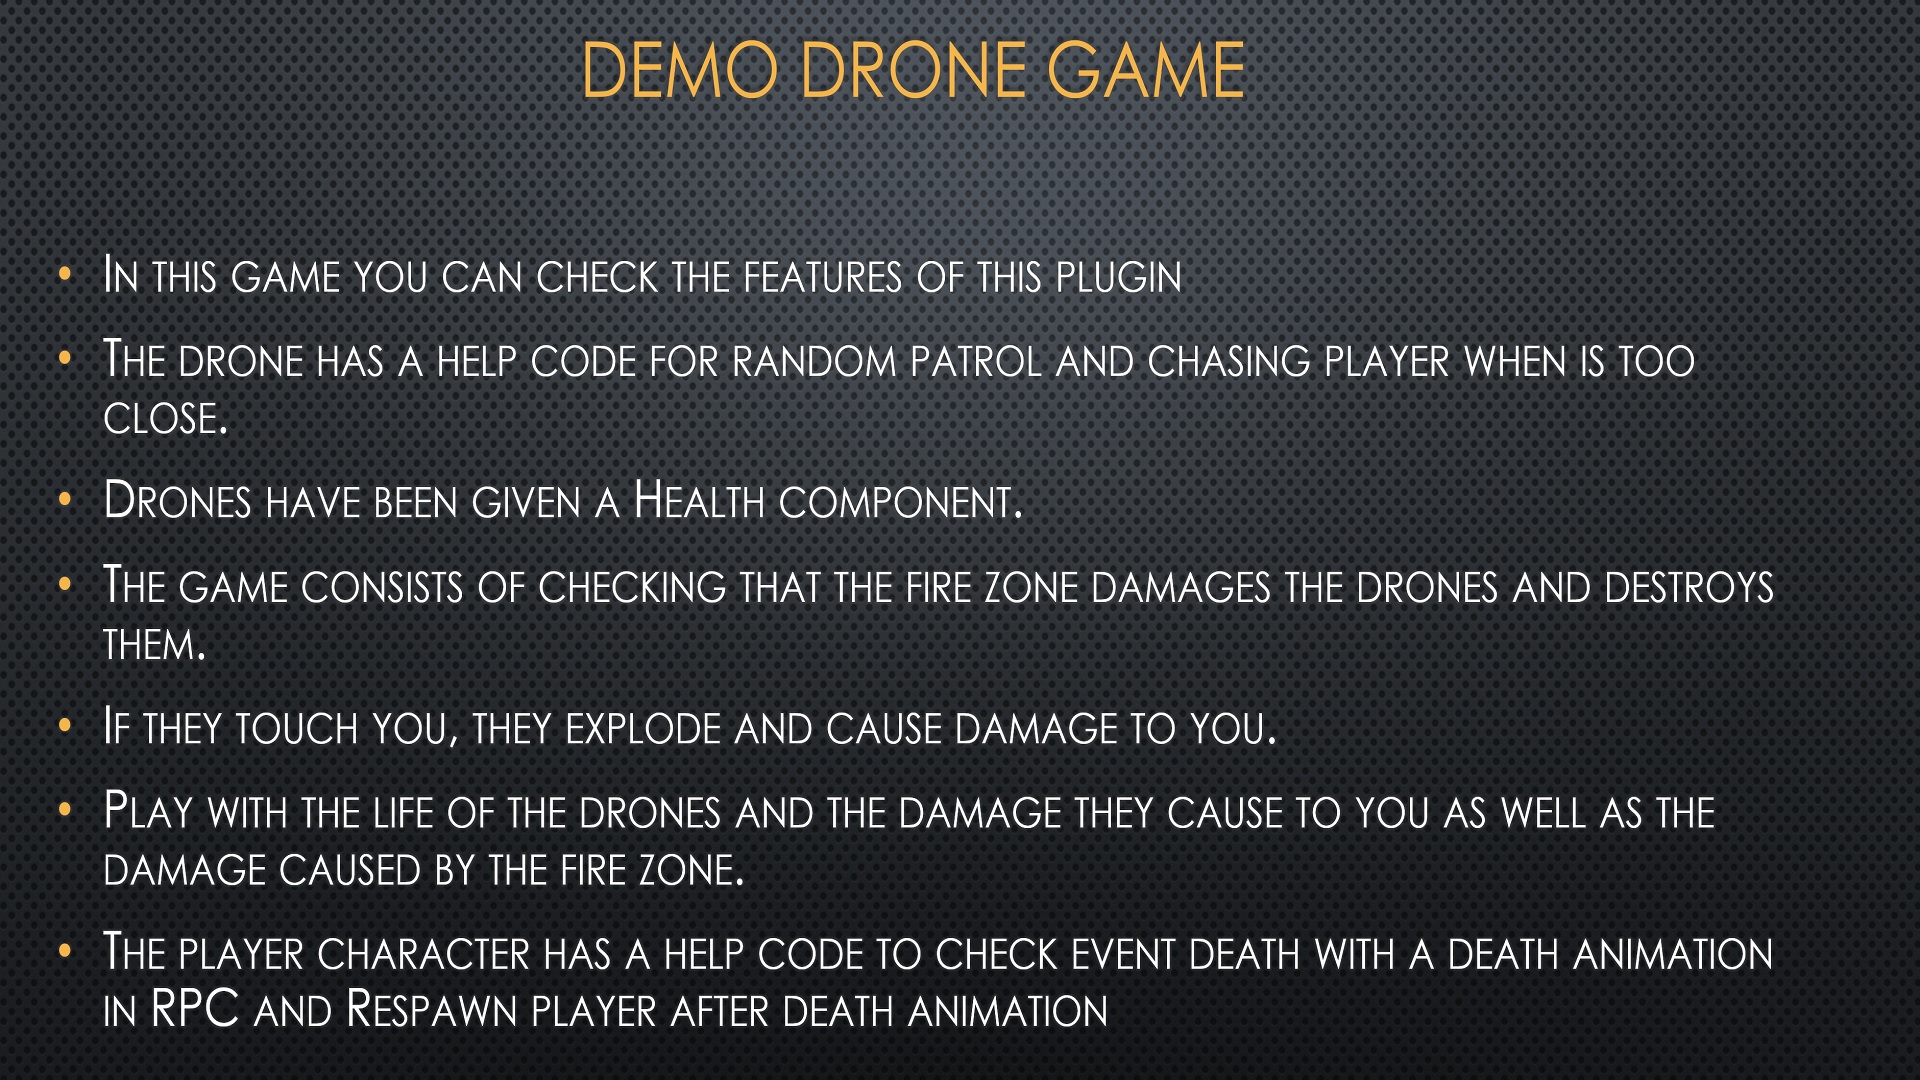 DEMO DRONE GAME
• In this game you can check the features of this plugin
• The drone has a help code for random patrol and chasing player when is too
close.
• Drones have been given a Health component.
• The game consists of checking that the fire zone damages the drones and destroys
them.
• If they touch you, they explode and cause damage to you.
• Play with the life of the drones and the damage they cause to you as well as the
damage caused by the fire zone.
• The player character has a help code to check event death with a death animation
in RPC and Respawn player after death animation